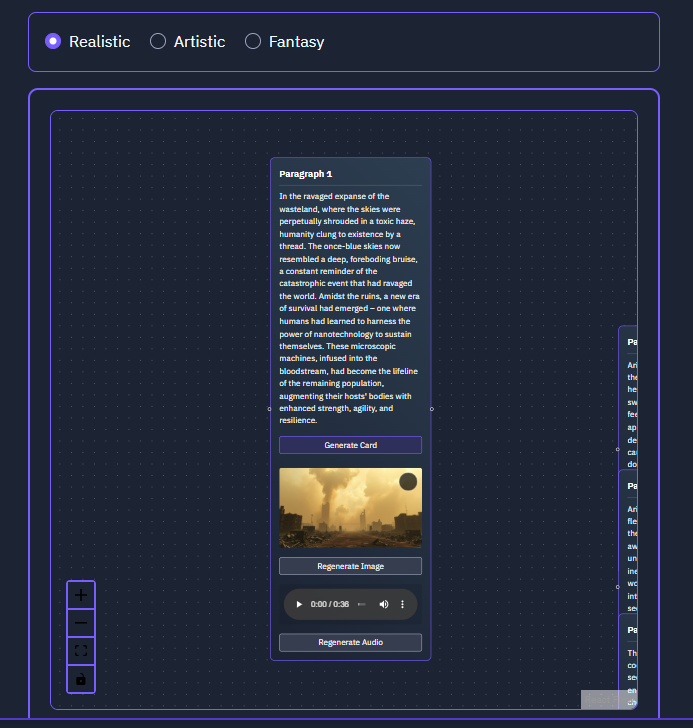 Realistic
Artistic
Fantasy
Paragraph 1
In the ravaged expanse of the
wasteland, where the skies were
perpetually shrouded in a toxic haze,
humanity clung to existence by a
thread. The once-blue skies now
resembled a deep, foreboding bruise,
a constant reminder of the
catastrophic event that had ravaged
the world. Amidst the ruins, a new era
of survival had emerged – one where
humans had learned to harness the
power of nanotechnology to sustain
themselves. These microscopic
machines, infused into the
bloodstream, had become the lifeline
of the remaining population,
augmenting their hosts' bodies with
enhanced strength, agility, and
resilience.
Generate Card
Regenerate Image
0:00 / 0:36
Regenerate Audio
Pa
Ari
the
he
sw
fee
ap
de
ca
do
Pa
Ari
fle
the
aw
un
ine
wo
int
se
Pa
Th
co
se
en
ch